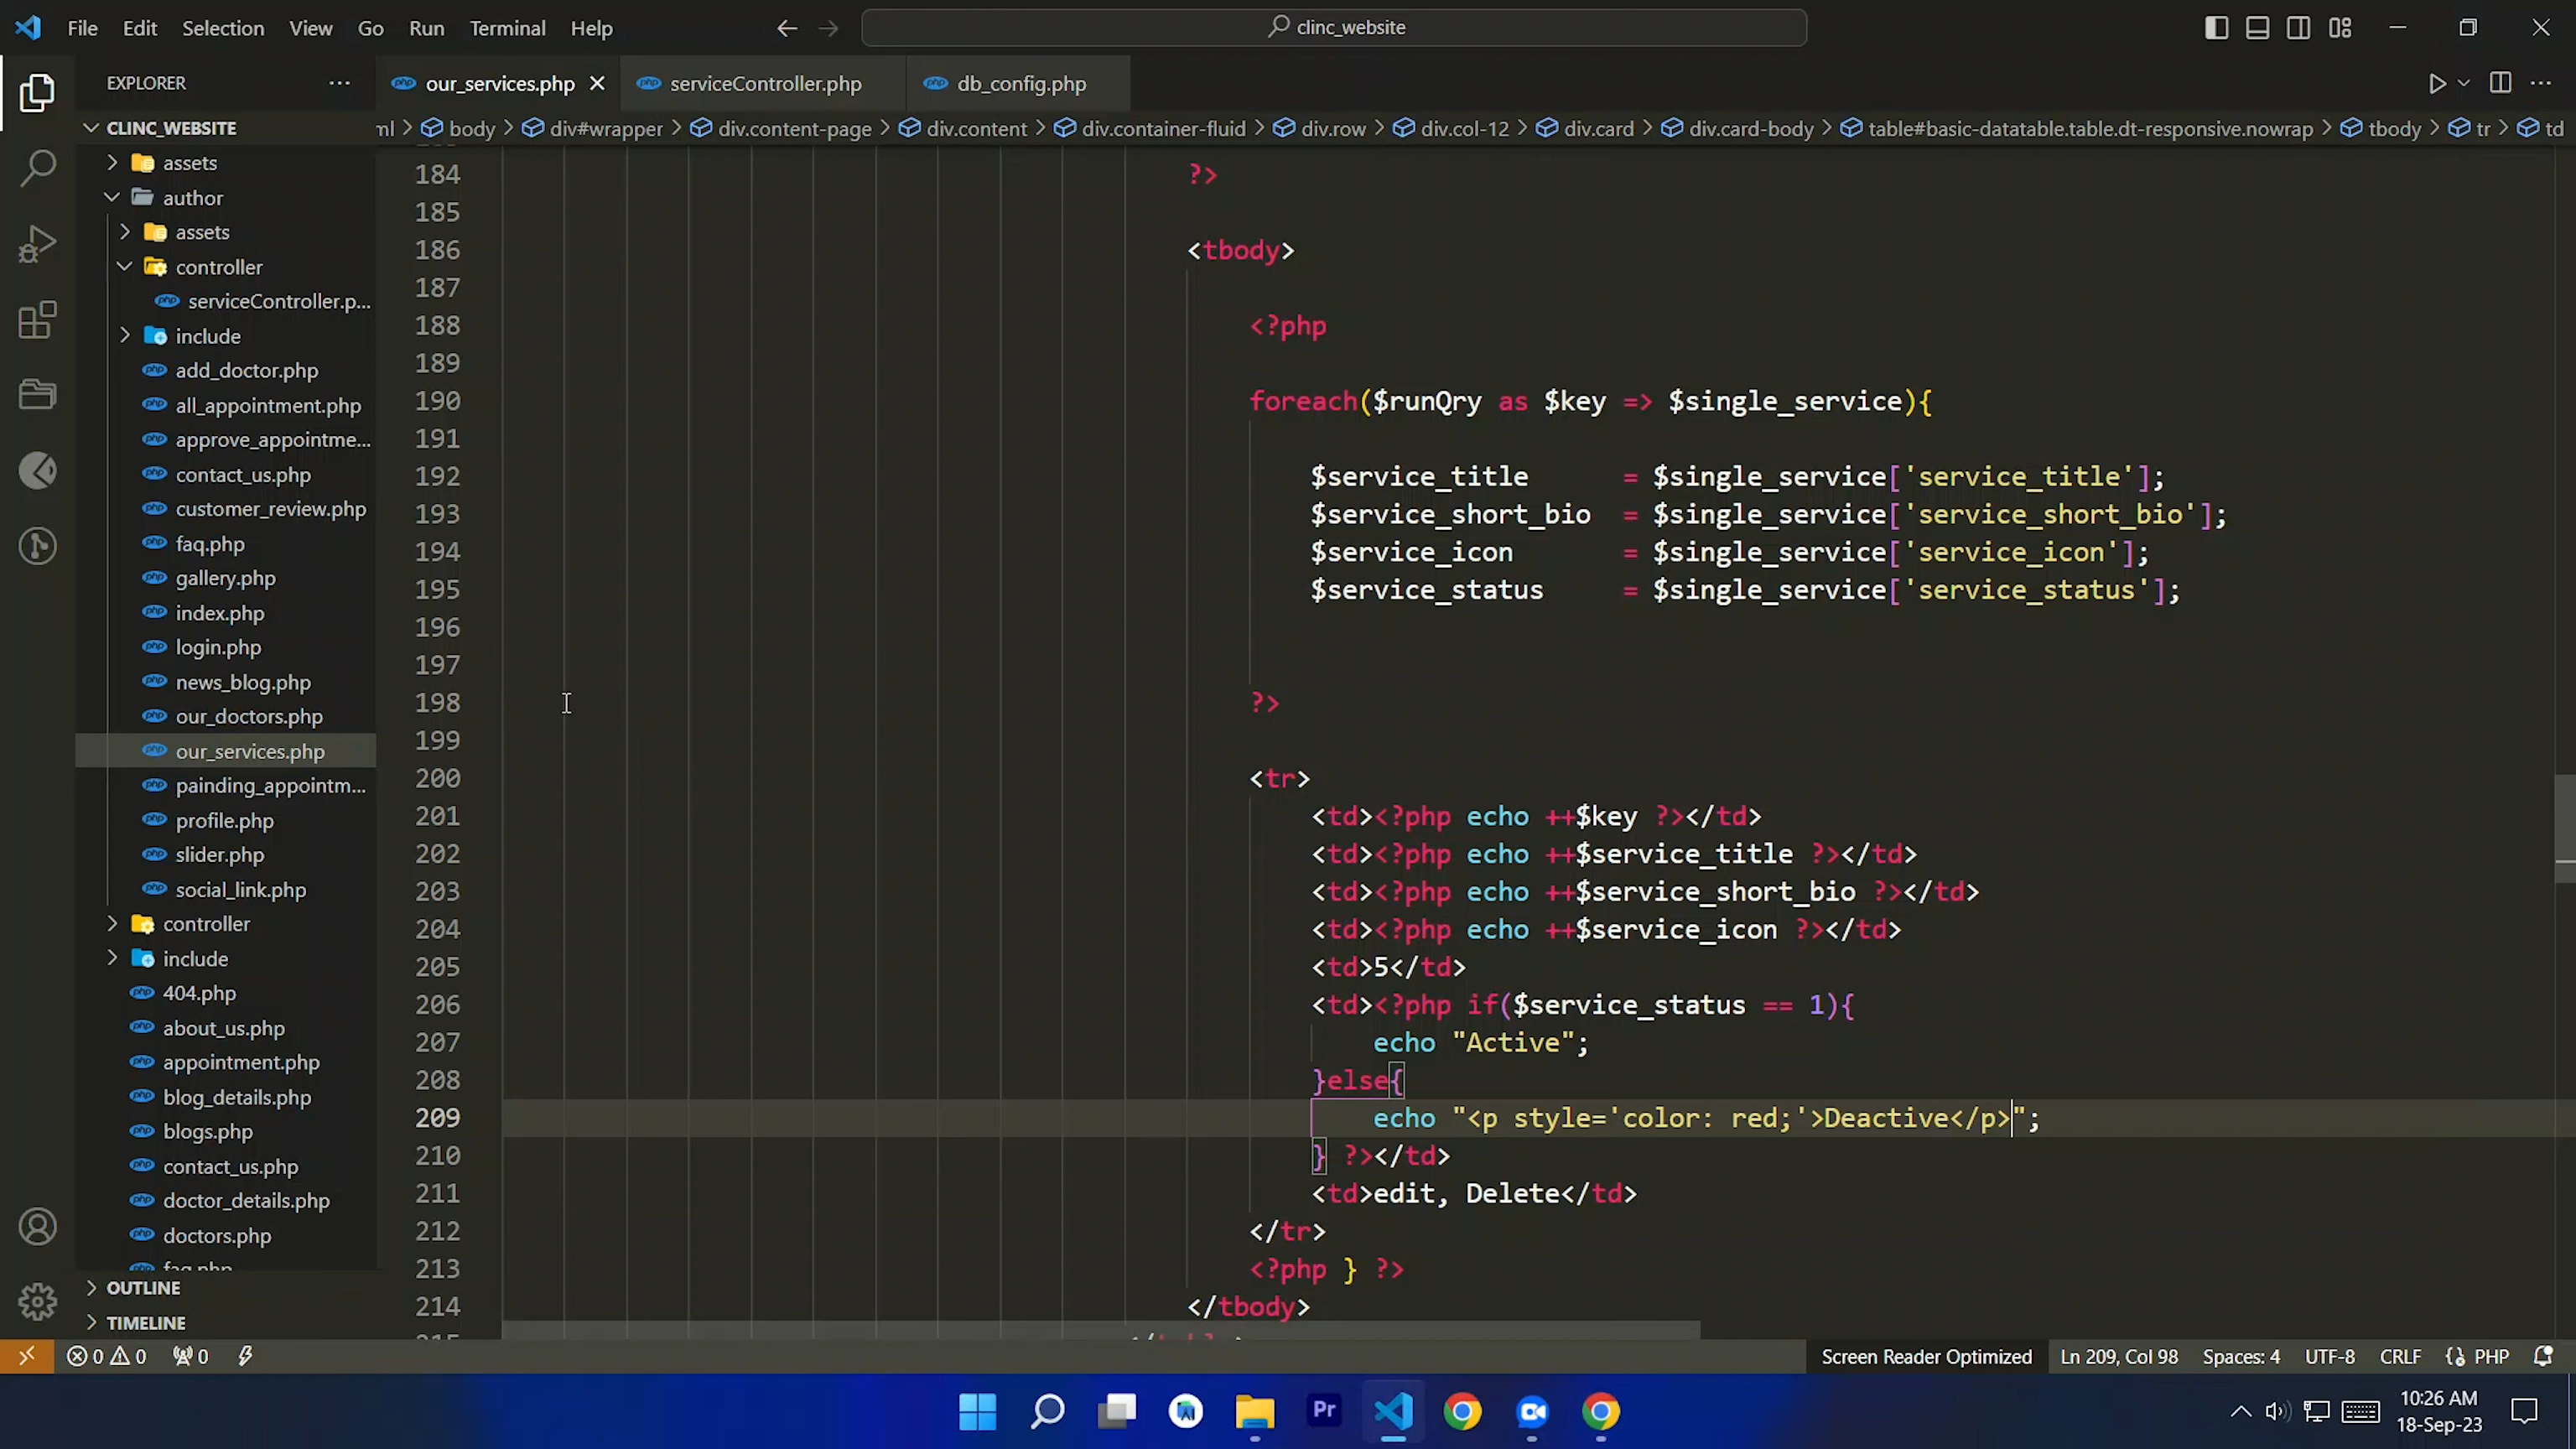 File Edit Selection View Go Run Terminal Help
clinc_website
EXPLORER
our_services.php
serviceController.php
db_config.php
CLINC_WEBSITE
ml > body > div#wrapper > div.content-page > div.content > div.container-fluid > div.row > div.col-12 > div.card > div.card-body > table#basic-datatable.table.dt-responsive.nowrap > tbody > tr > td
assets
author
assets
controller
serviceController.p...
include
add_doctor.php
all_appointment.php
approve_appointme...
contact_us.php
customer_review.php
faq.php
gallery.php
index.php
login.php
news_blog.php
our_doctors.php
our_services.php
painding_appointm...
profile.php
slider.php
social_link.php
controller
include
404.php
about_us.php
appointment.php
blog_details.php
blogs.php
contact_us.php
doctor_details.php
doctors.php
faq.php
OUTLINE
TIMELINE
184 ?>
185
186 <tbody>
187
188 <?php
189
190 foreach($runQry as $key => $single_service){
191
192 $service_title = $single_service['service_title'];
193 $service_short_bio = $single_service['service_short_bio'];
194 $service_icon = $single_service['service_icon'];
195 $service_status = $single_service['service_status'];
196
197
198 ?>
199
200 <tr>
201 <td><?php echo ++$key ?></td>
202 <td><?php echo ++$service_title ?></td>
203 <td><?php echo ++$service_short_bio ?></td>
204 <td><?php echo ++$service_icon ?></td>
205 <td>5</td>
206 <td><?php if($service_status == 1){
207 echo "Active";
208 }else{
209 echo "<p style='color: red;'>Deactive</p>";
210 } ?></td>
211 <td>edit, Delete</td>
212 </tr>
213 <?php } ?>
214 </tbody>
0 0 0
Screen Reader Optimized Ln 209, Col 98 Spaces: 4 UTF-8 CRLF PHP
Pr
10:26 AM
18-Sep-23